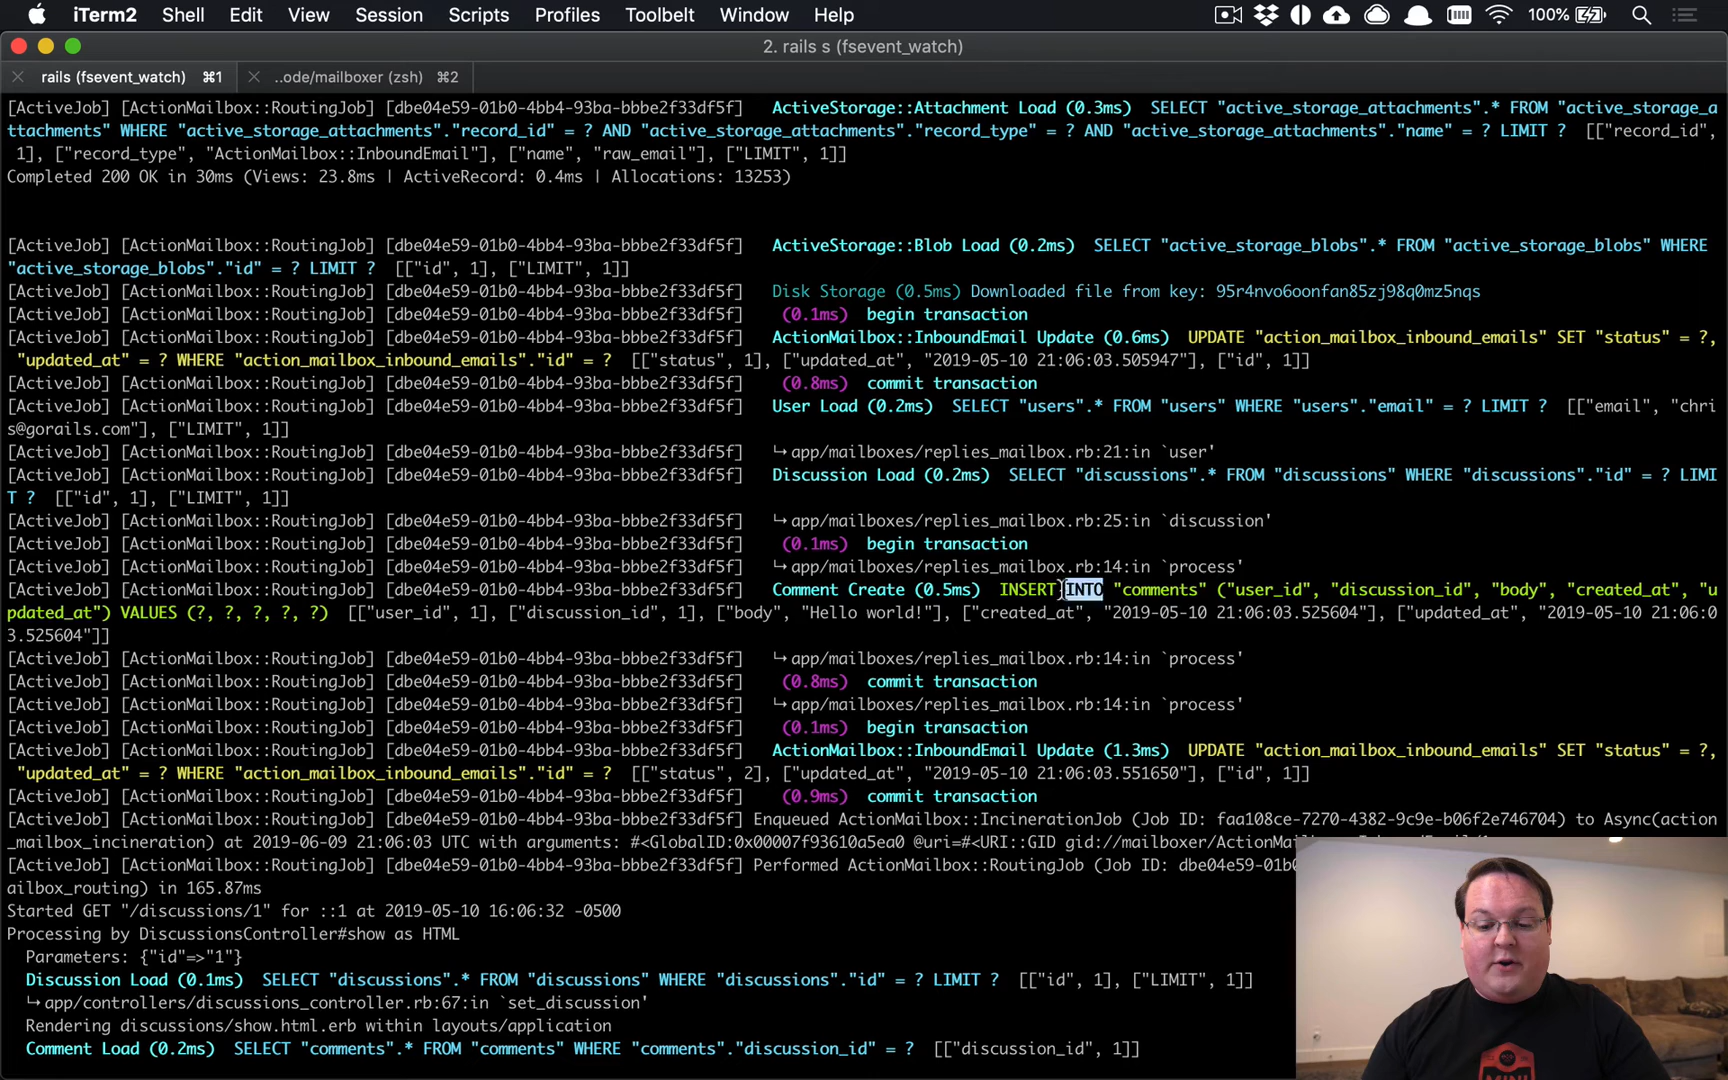 iTerm2 Shell Edit View Session Scripts Profiles Toolbelt Window Help 100%
2. rails s (fsevent_watch)
rails (fsevent_watch) ⌘1 ..ode/mailboxer (zsh) ⌘2
[ActiveJob] [ActionMailbox::RoutingJob] [dbe04e59-01b0-4bb4-93ba-bbbe2f33df5f] ActiveStorage::Attachment Load (0.3ms) SELECT "active_storage_attachments".* FROM "active_storage_a
ttachments" WHERE "active_storage_attachments"."record_id" = ? AND "active_storage_attachments"."record_type" = ? AND "active_storage_attachments"."name" = ? LIMIT ? [["record_id",
1], ["record_type", "ActionMailbox::InboundEmail"], ["name", "raw_email"], ["LIMIT", 1]]
Completed 200 OK in 30ms (Views: 23.8ms | ActiveRecord: 0.4ms | Allocations: 13253)
[ActiveJob] [ActionMailbox::RoutingJob] [dbe04e59-01b0-4bb4-93ba-bbbe2f33df5f] ActiveStorage::Blob Load (0.2ms) SELECT "active_storage_blobs".* FROM "active_storage_blobs" WHERE
"active_storage_blobs"."id" = ? LIMIT ? [["id", 1], ["LIMIT", 1]]
[ActiveJob] [ActionMailbox::RoutingJob] [dbe04e59-01b0-4bb4-93ba-bbbe2f33df5f] Disk Storage (0.5ms) Downloaded file from key: 95r4nvo6oonfan85zj98q0mz5nqs
[ActiveJob] [ActionMailbox::RoutingJob] [dbe04e59-01b0-4bb4-93ba-bbbe2f33df5f] (0.1ms) begin transaction
[ActiveJob] [ActionMailbox::RoutingJob] [dbe04e59-01b0-4bb4-93ba-bbbe2f33df5f] ActionMailbox::InboundEmail Update (0.6ms) UPDATE "action_mailbox_inbound_emails" SET "status" = ?,
"updated_at" = ? WHERE "action_mailbox_inbound_emails"."id" = ? [["status", 1], ["updated_at", "2019-05-10 21:06:03.505947"], ["id", 1]]
[ActiveJob] [ActionMailbox::RoutingJob] [dbe04e59-01b0-4bb4-93ba-bbbe2f33df5f] (0.8ms) commit transaction
[ActiveJob] [ActionMailbox::RoutingJob] [dbe04e59-01b0-4bb4-93ba-bbbe2f33df5f] User Load (0.2ms) SELECT "users".* FROM "users" WHERE "users"."email" = ? LIMIT ? [["email", "chri
s@gorails.com"], ["LIMIT", 1]]
[ActiveJob] [ActionMailbox::RoutingJob] [dbe04e59-01b0-4bb4-93ba-bbbe2f33df5f] ↳ app/mailboxes/replies_mailbox.rb:21:in `user'
[ActiveJob] [ActionMailbox::RoutingJob] [dbe04e59-01b0-4bb4-93ba-bbbe2f33df5f] Discussion Load (0.2ms) SELECT "discussions".* FROM "discussions" WHERE "discussions"."id" = ? LIMI
T ? [["id", 1], ["LIMIT", 1]]
[ActiveJob] [ActionMailbox::RoutingJob] [dbe04e59-01b0-4bb4-93ba-bbbe2f33df5f] ↳ app/mailboxes/replies_mailbox.rb:25:in `discussion'
[ActiveJob] [ActionMailbox::RoutingJob] [dbe04e59-01b0-4bb4-93ba-bbbe2f33df5f] (0.1ms) begin transaction
[ActiveJob] [ActionMailbox::RoutingJob] [dbe04e59-01b0-4bb4-93ba-bbbe2f33df5f] ↳ app/mailboxes/replies_mailbox.rb:14:in `process'
[ActiveJob] [ActionMailbox::RoutingJob] [dbe04e59-01b0-4bb4-93ba-bbbe2f33df5f] Comment Create (0.5ms) INSERT INTO "comments" ("user_id", "discussion_id", "body", "created_at", "u
pdated_at") VALUES (?, ?, ?, ?, ?) [["user_id", 1], ["discussion_id", 1], ["body", "Hello world!"], ["created_at", "2019-05-10 21:06:03.525604"], ["updated_at", "2019-05-10 21:06:0
3.525604"]]
[ActiveJob] [ActionMailbox::RoutingJob] [dbe04e59-01b0-4bb4-93ba-bbbe2f33df5f] ↳ app/mailboxes/replies_mailbox.rb:14:in `process'
[ActiveJob] [ActionMailbox::RoutingJob] [dbe04e59-01b0-4bb4-93ba-bbbe2f33df5f] (0.8ms) commit transaction
[ActiveJob] [ActionMailbox::RoutingJob] [dbe04e59-01b0-4bb4-93ba-bbbe2f33df5f] ↳ app/mailboxes/replies_mailbox.rb:14:in `process'
[ActiveJob] [ActionMailbox::RoutingJob] [dbe04e59-01b0-4bb4-93ba-bbbe2f33df5f] (0.1ms) begin transaction
[ActiveJob] [ActionMailbox::RoutingJob] [dbe04e59-01b0-4bb4-93ba-bbbe2f33df5f] ActionMailbox::InboundEmail Update (1.3ms) UPDATE "action_mailbox_inbound_emails" SET "status" = ?,
"updated_at" = ? WHERE "action_mailbox_inbound_emails"."id" = ? [["status", 2], ["updated_at", "2019-05-10 21:06:03.551650"], ["id", 1]]
[ActiveJob] [ActionMailbox::RoutingJob] [dbe04e59-01b0-4bb4-93ba-bbbe2f33df5f] (0.9ms) commit transaction
[ActiveJob] [ActionMailbox::RoutingJob] [dbe04e59-01b0-4bb4-93ba-bbbe2f33df5f] Enqueued ActionMailbox::IncinerationJob (Job ID: faa108ce-7270-4382-9c9e-b06f2e746704) to Async(action
_mailbox_incineration) at 2019-06-09 21:06:03 UTC with arguments: #<GlobalID:0x00007f93610a5ea0 @uri=#<URI::GID gid://mailboxer/ActionMa
[ActiveJob] [ActionMailbox::RoutingJob] [dbe04e59-01b0-4bb4-93ba-bbbe2f33df5f] Performed ActionMailbox::RoutingJob (Job ID: dbe04e59-01b0
ailbox_routing) in 165.87ms
Started GET "/discussions/1" for ::1 at 2019-05-10 16:06:32 -0500
Processing by DiscussionsController#show as HTML
Parameters: {"id"=>"1"}
Discussion Load (0.1ms) SELECT "discussions".* FROM "discussions" WHERE "discussions"."id" = ? LIMIT ? [["id", 1], ["LIMIT", 1]]
↳ app/controllers/discussions_controller.rb:67:in `set_discussion'
Rendering discussions/show.html.erb within layouts/application
Comment Load (0.2ms) SELECT "comments".* FROM "comments" WHERE "comments"."discussion_id" = ? [["discussion_id", 1]]
MINI